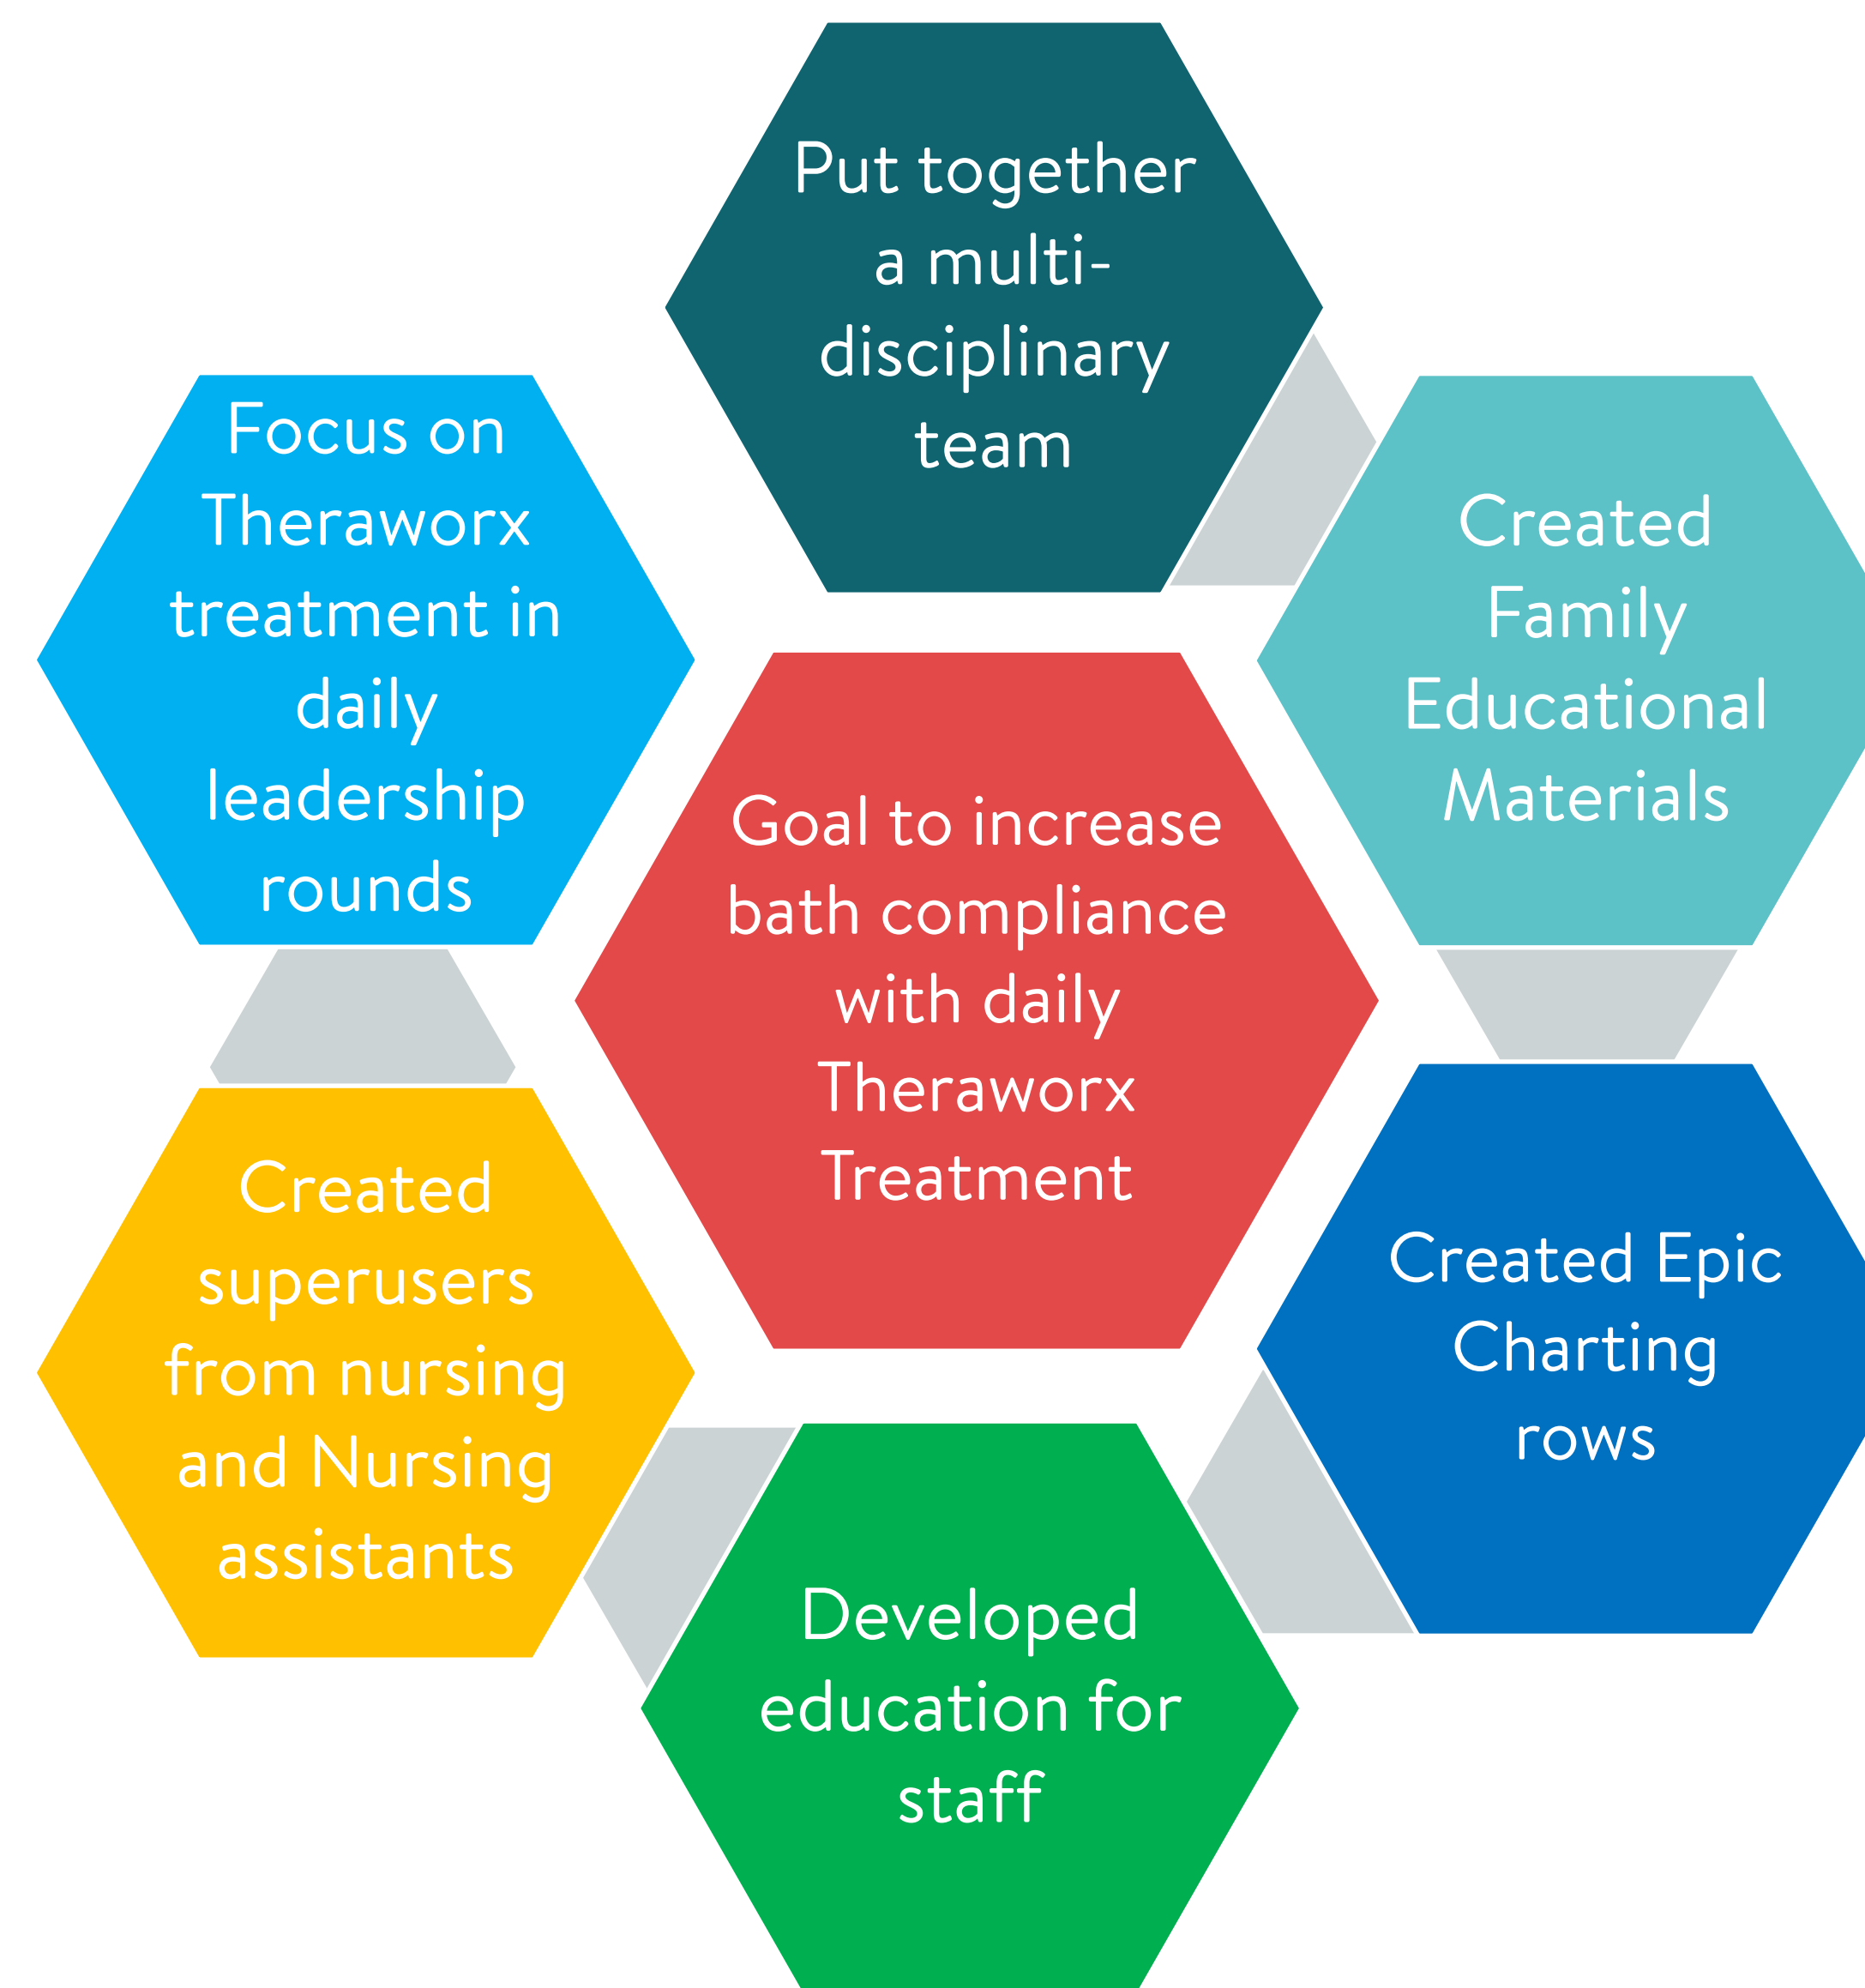 Put together
a multi-
disciplinary
team
Created
Family
Educational
Materials
Created Epic
Charting
rows
Developed
education for
staff
Created
superusers
from nursing
and Nursing
assistants
Focus on
Theraworx
treatment in
daily
leadership
rounds
Goal to increase
bath compliance
with daily
Theraworx
Treatment